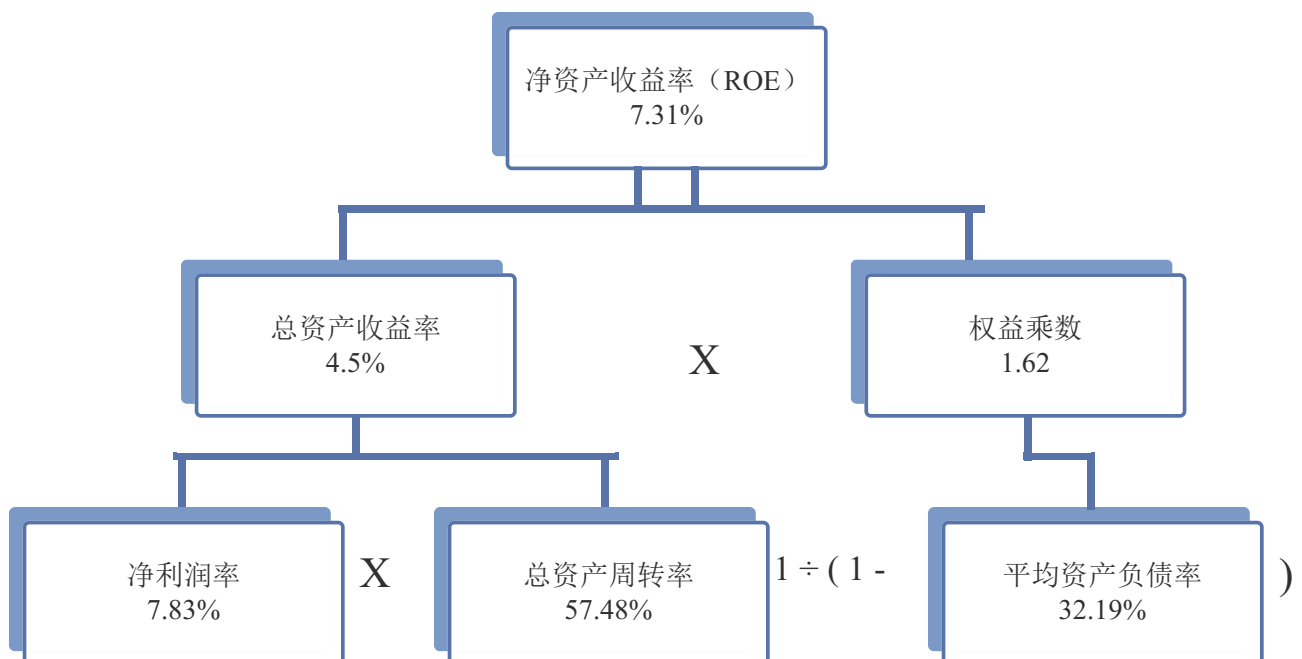 净资产收益率（ROE）
7.31%
总资产收益率
4.5%
X
权益乘数
1.62
净利润率
7.83%
X
总资产周转率
57.48%
1 ÷ ( 1 -
平均资产负债率
32.19%
)